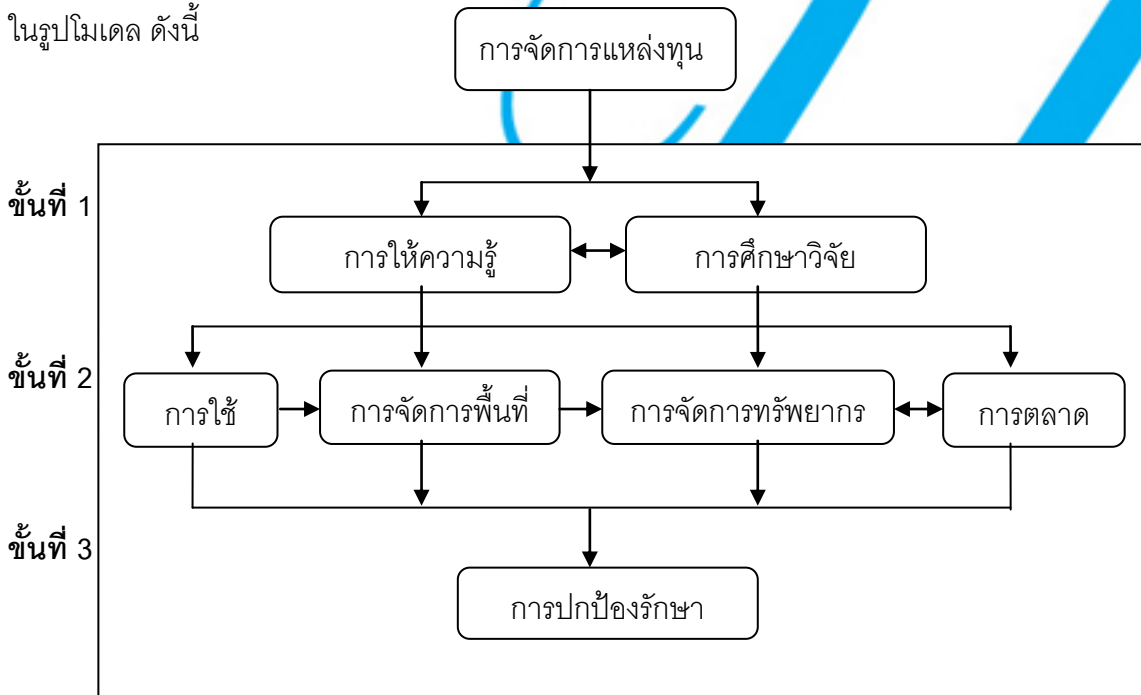 ในรูปโมเดล ดังนี้
การจัดการแหล่งทุน
ขั้นที่ 1
การให้ความรู้
การศึกษาวิจัย
ขั้นที่ 2
การใช้
การจัดการพื้นที่
การจัดการทรัพยากร
การตลาด
ขั้นที่ 3
การปกป้องรักษา